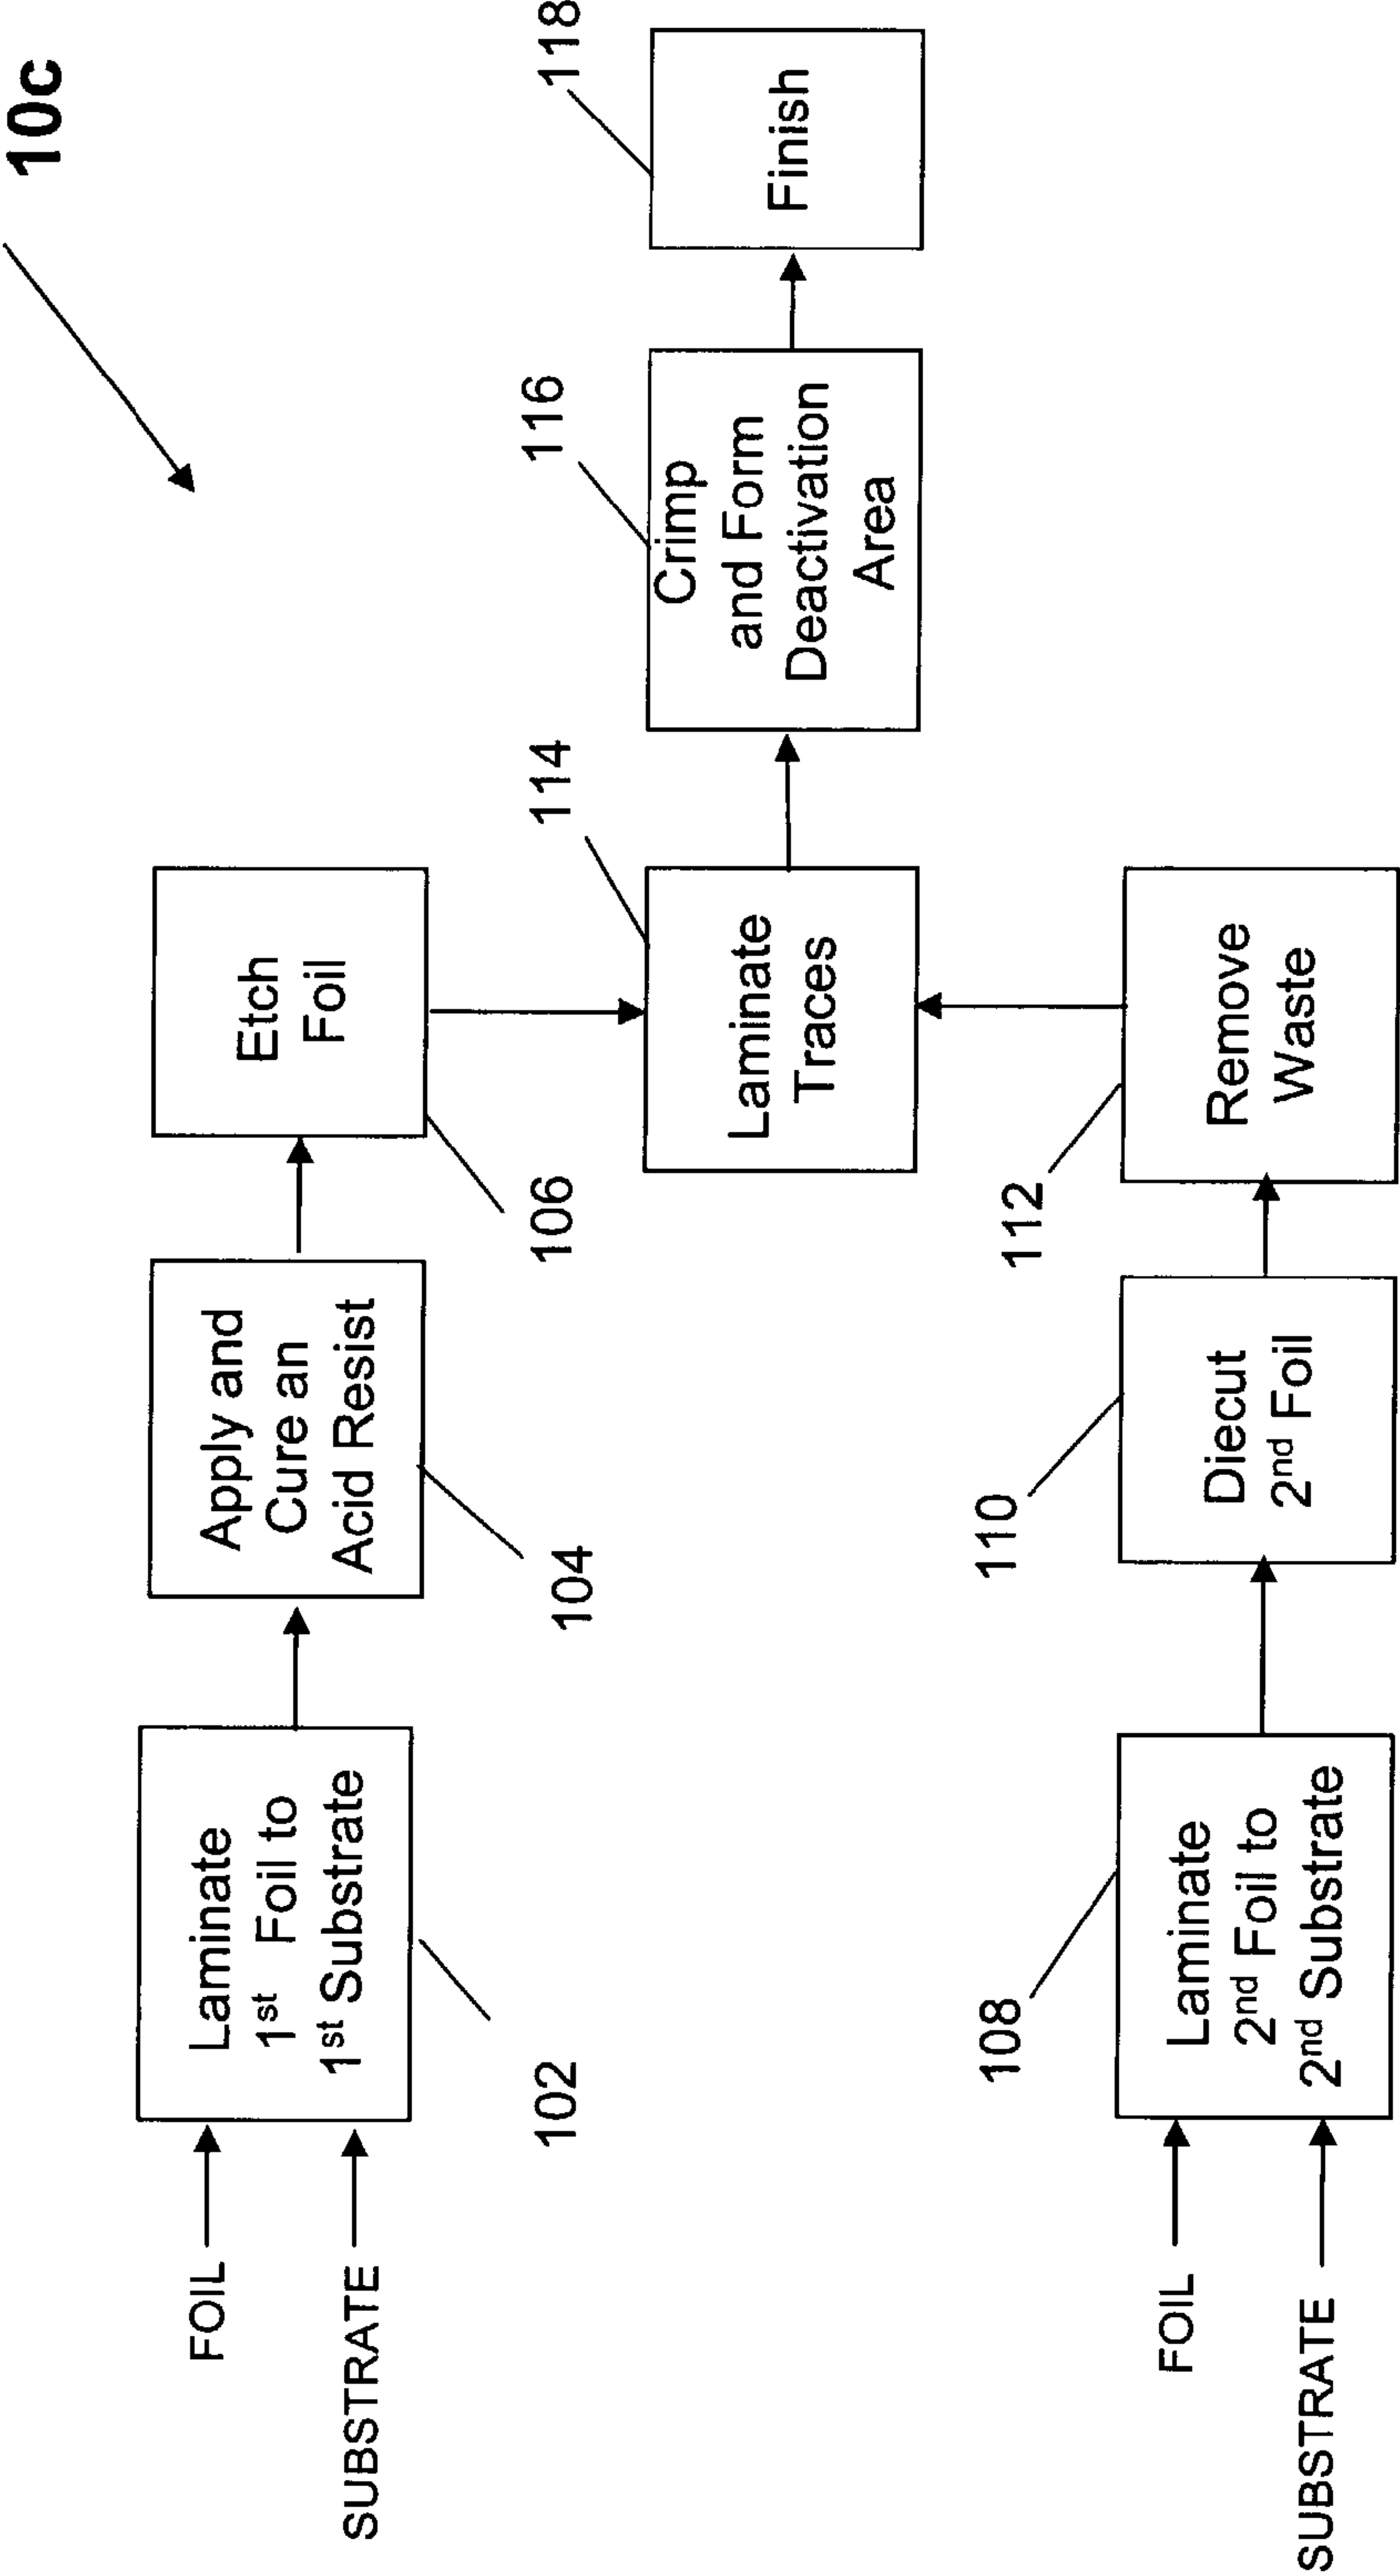 10c
FOIL
SUBSTRATE
Laminate
1st Foil to
1st Substrate
102
Apply and
Cure an
Acid Resist
104
Etch
Foil
106
FOIL
SUBSTRATE
108
Laminate
2nd Foil to
2nd Substrate
110
Diecut
2nd Foil
112
Remove
Waste
114
Laminate
Traces
116
Crimp
and Form
Deactivation
Area
118
Finish